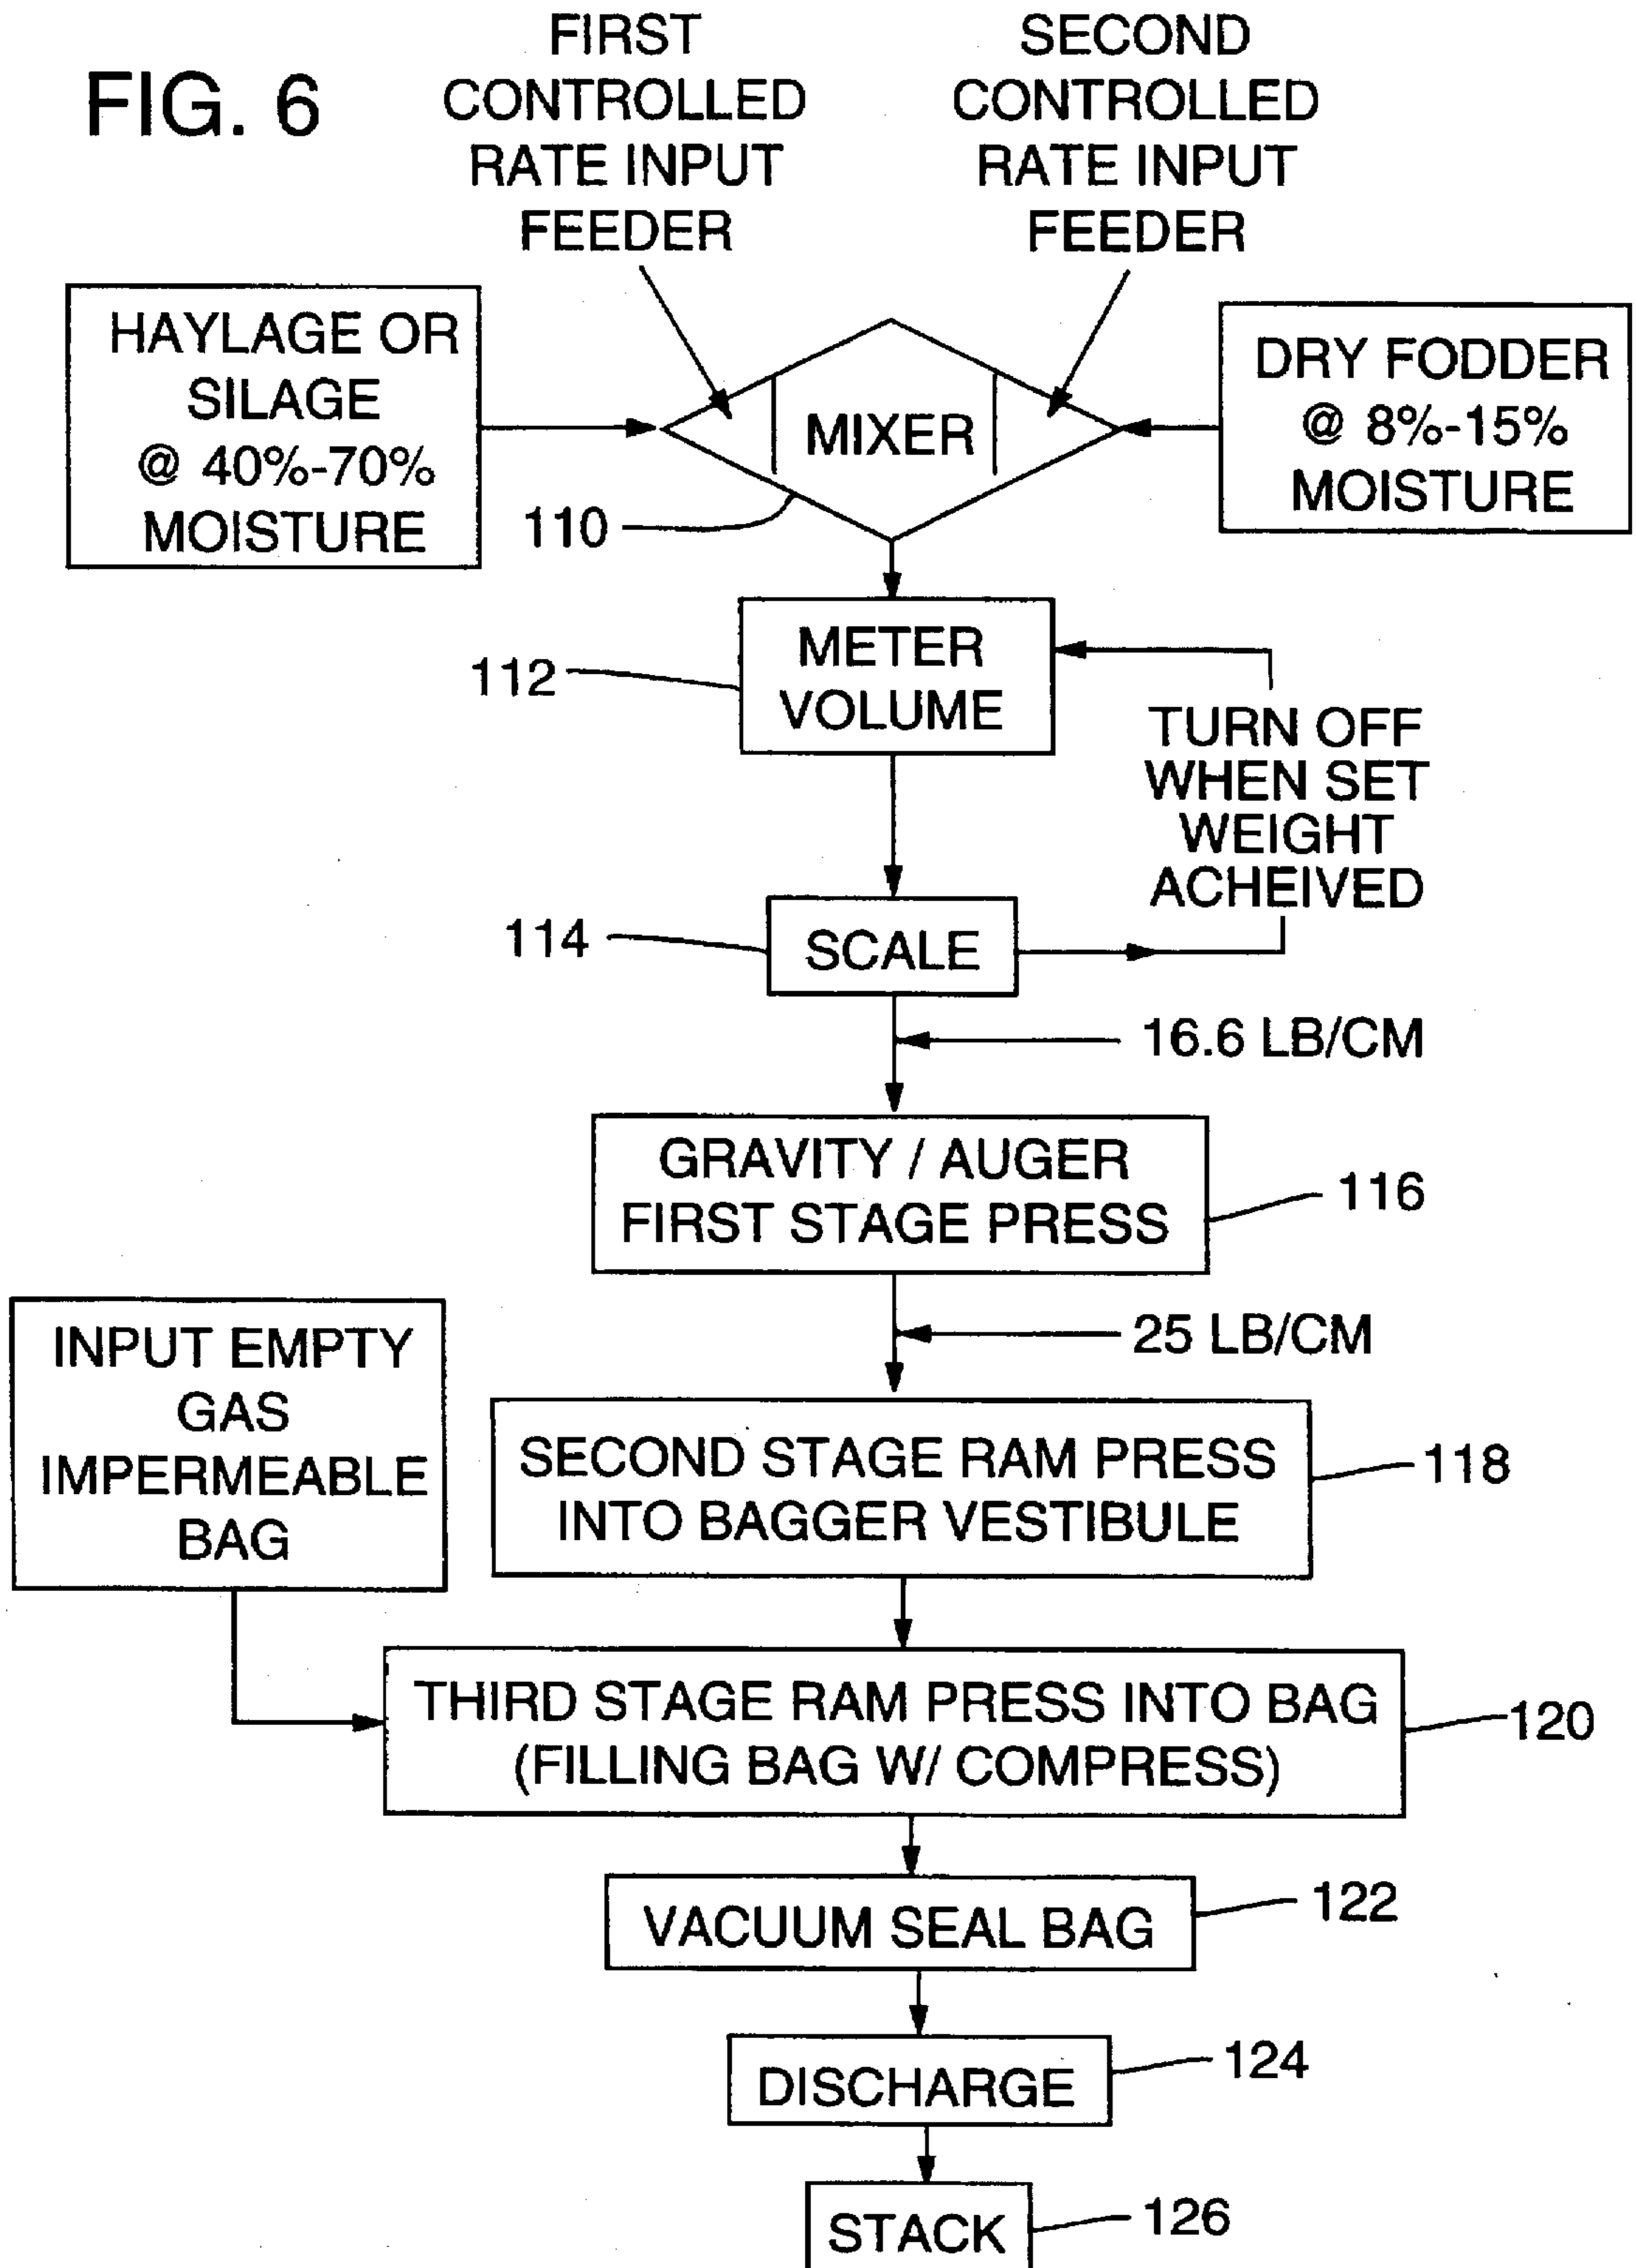 FIG. 6
FIRST
CONTROLLED
RATE INPUT
FEEDER
SECOND
CONTROLLED
RATE INPUT
FEEDER
HAYLAGE OR
SILAGE
@ 40%-70%
MOISTURE
MIXER
DRY FODDER
@ 8%-15%
MOISTURE
110
METER
VOLUME
112
TURN OFF
WHEN SET
WEIGHT
ACHEIVED
114
SCALE
16.6 LB/CM
GRAVITY / AUGER
FIRST STAGE PRESS
116
25 LB/CM
INPUT EMPTY
GAS
IMPERMEABLE
BAG
SECOND STAGE RAM PRESS
INTO BAGGER VESTIBULE
118
THIRD STAGE RAM PRESS INTO BAG
(FILLING BAG W/ COMPRESS)
120
VACUUM SEAL BAG
122
DISCHARGE
124
STACK
126